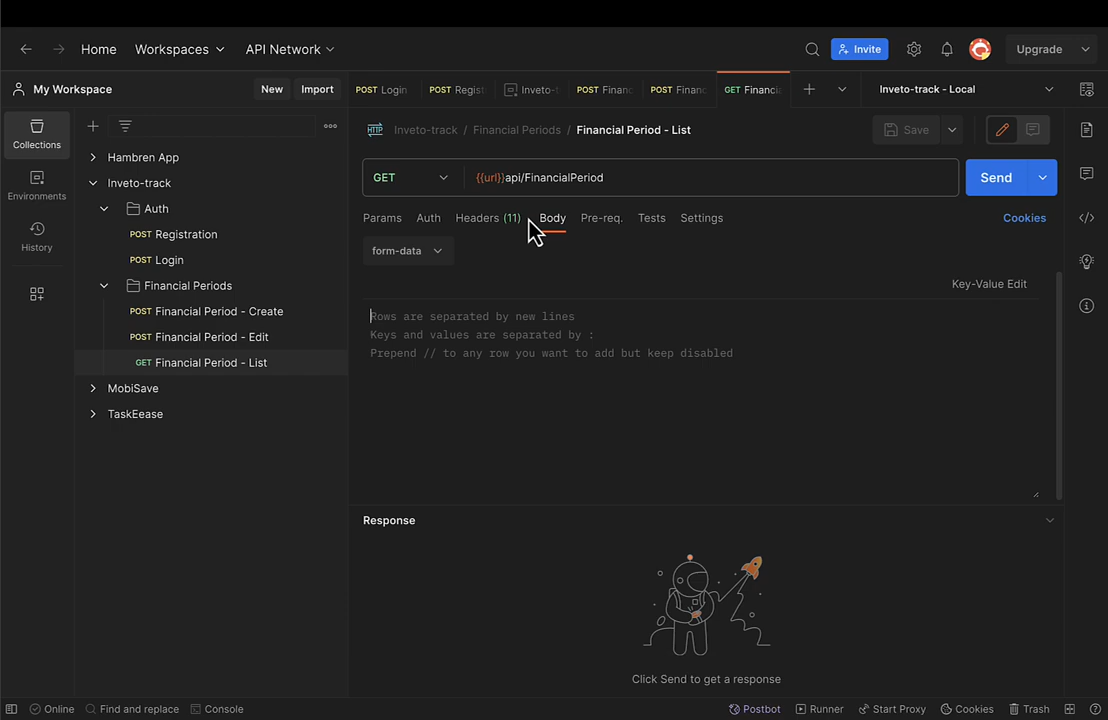 Home Workspaces API Network Invite Upgrade
My Workspace New Import POST Login POST Regist Inveto- POST Financ POST Financ GET Financia Inveto-track - Local
Collections
Environments
History
Hambren App
Inveto-track
Auth
POST Registration
POST Login
Financial Periods
POST Financial Period - Create
POST Financial Period - Edit
GET Financial Period - List
MobiSave
TaskEease
HTTP Inveto-track / Financial Periods / Financial Period - List Save
GET {{url}}api/FinancialPeriod Send
Params Auth Headers (11) Body Pre-req. Tests Settings Cookies
form-data
Key-Value Edit
Rows are separated by new lines
Keys and values are separated by :
Prepend // to any row you want to add but keep disabled
Response
Click Send to get a response
Online Find and replace Console Postbot Runner Start Proxy Cookies Trash